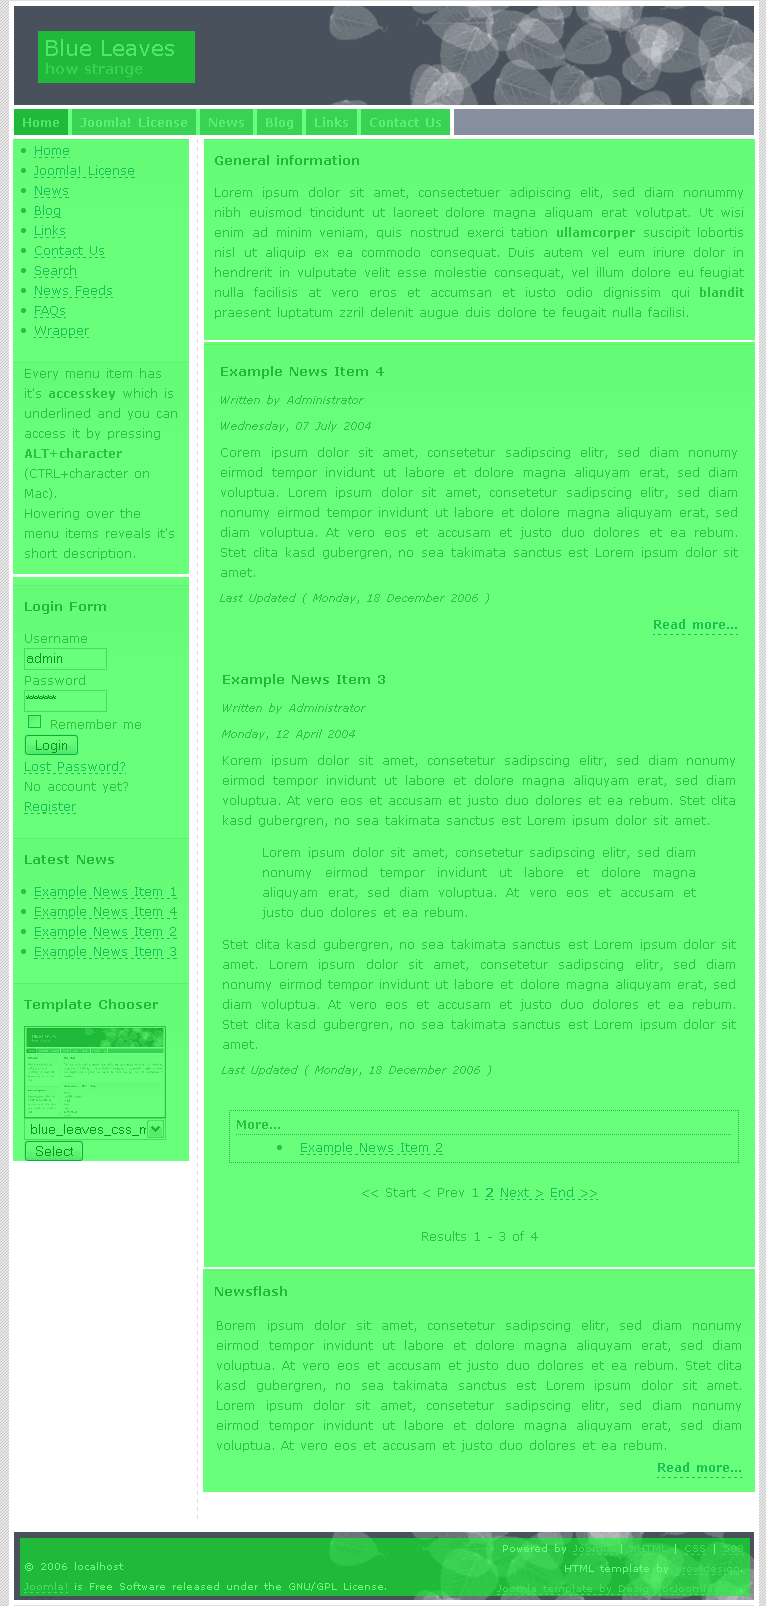 Blue Leaves
how strange
Home Joomla! License News Blog Links Contact Us
Home
Joomla! License
News
Blog
Links
Contact Us
Search
News Feeds
FAQs
Wrapper
Every menu item has
it's accesskey which is
underlined and you can
access it by pressing
ALT+character
(CTRL+character on
Mac).
Hovering over the
menu items reveals it's
short description.
Login Form
Username
admin
Password
******
Remember me
Login
Lost Password?
No account yet?
Register
Latest News
Example News Item 1
Example News Item 4
Example News Item 2
Example News Item 3
Template Chooser
blue_leaves_css_m
Select
General information
Lorem ipsum dolor sit amet, consectetuer adipiscing elit, sed diam nonummy
nibh euismod tincidunt ut laoreet dolore magna aliquam erat volutpat. Ut wisi
enim ad minim veniam, quis nostrud exerci tation ullamcorper suscipit lobortis
nisl ut aliquip ex ea commodo consequat. Duis autem vel eum iriure dolor in
hendrerit in vulputate velit esse molestie consequat, vel illum dolore eu feugiat
nulla facilisis at vero eros et accumsan et iusto odio dignissim qui blandit
praesent luptatum zzril delenit augue duis dolore te feugait nulla facilisi.
Example News Item 4
Written by Administrator
Wednesday, 07 July 2004
Corem ipsum dolor sit amet, consetetur sadipscing elitr, sed diam nonumy
eirmod tempor invidunt ut labore et dolore magna aliquyam erat, sed diam
voluptua. Lorem ipsum dolor sit amet, consetetur sadipscing elitr, sed diam
nonumy eirmod tempor invidunt ut labore et dolore magna aliquyam erat, sed
diam voluptua. At vero eos et accusam et justo duo dolores et ea rebum.
Stet clita kasd gubergren, no sea takimata sanctus est Lorem ipsum dolor sit
amet.
Last Updated ( Monday, 18 December 2006 )
Read more...
Example News Item 3
Written by Administrator
Monday, 12 April 2004
Korem ipsum dolor sit amet, consetetur sadipscing elitr, sed diam nonumy
eirmod tempor invidunt ut labore et dolore magna aliquyam erat, sed diam
voluptua. At vero eos et accusam et justo duo dolores et ea rebum. Stet clita
kasd gubergren, no sea takimata sanctus est Lorem ipsum dolor sit amet.
Lorem ipsum dolor sit amet, consetetur sadipscing elitr, sed diam
nonumy eirmod tempor invidunt ut labore et dolore magna
aliquyam erat, sed diam voluptua. At vero eos et accusam et
justo duo dolores et ea rebum.
Stet clita kasd gubergren, no sea takimata sanctus est Lorem ipsum dolor sit
amet. Lorem ipsum dolor sit amet, consetetur sadipscing elitr, sed diam
nonumy eirmod tempor invidunt ut labore et dolore magna aliquyam erat, sed
diam voluptua. At vero eos et accusam et justo duo dolores et ea rebum.
Stet clita kasd gubergren, no sea takimata sanctus est Lorem ipsum dolor sit
amet.
Last Updated ( Monday, 18 December 2006 )
More...
Example News Item 2
<< Start < Prev 1 2 Next > End >>
Results 1 - 3 of 4
Newsflash
Borem ipsum dolor sit amet, consetetur sadipscing elitr, sed diam nonumy
eirmod tempor invidunt ut labore et dolore magna aliquyam erat, sed diam
voluptua. At vero eos et accusam et justo duo dolores et ea rebum. Stet clita
kasd gubergren, no sea takimata sanctus est Lorem ipsum dolor sit amet.
Lorem ipsum dolor sit amet, consetetur sadipscing elitr, sed diam nonumy
eirmod tempor invidunt ut labore et dolore magna aliquyam erat, sed diam
voluptua. At vero eos et accusam et justo duo dolores et ea rebum.
Read more...
© 2006 localhost
Joomla! is Free Software released under the GNU/GPL License.
Powered by Joomla | XHTML | CSS | 508
HTML template by growldesign.
Joomla template by